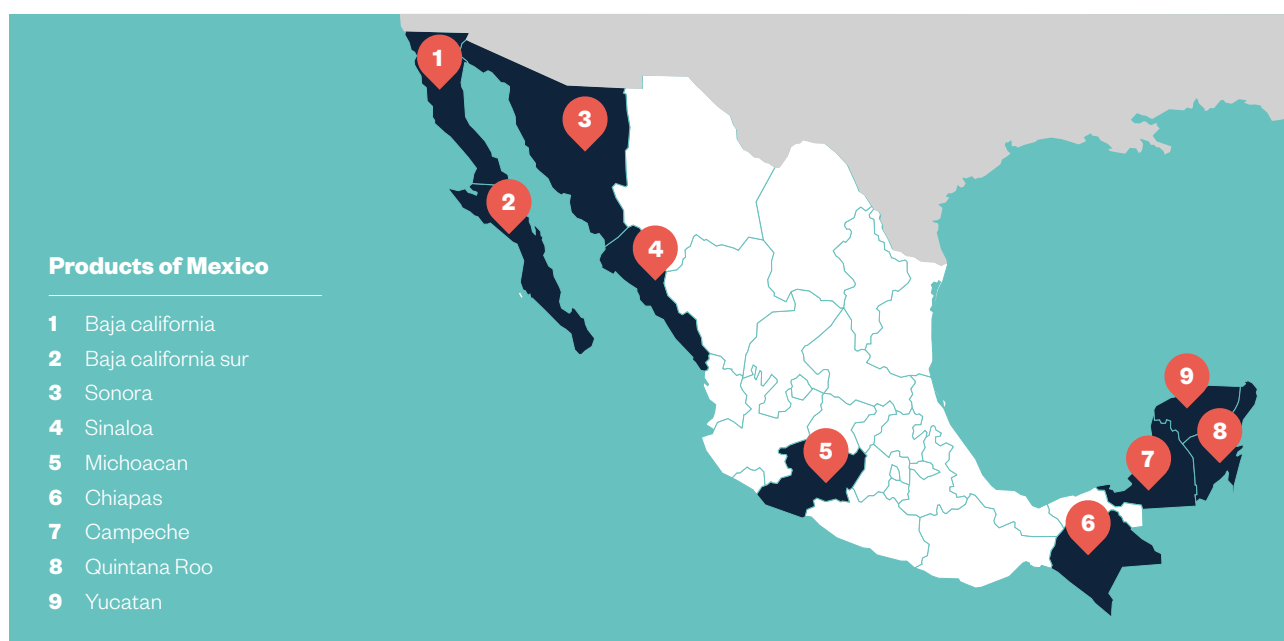 Products of Mexico
1 Baja california
2 Baja california sur
3 Sonora
4 Sinaloa
5 Michoacan
6 Chiapas
7 Campeche
8 Quintana Roo
9 Yucatan
1
3
2
4
9
8
5
7
6